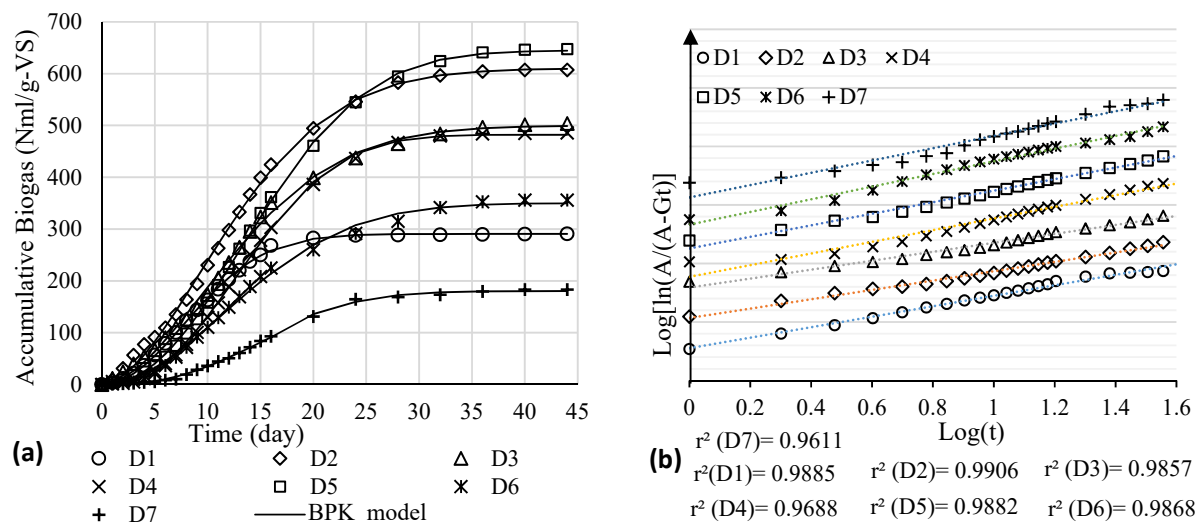 700
600
500
400
300
200
100
0
Accumulative Biogas (Nml/g-VS)
0 5 10 15 20 25 30 35 40 45
Time (day)
(a)
D1 D2 D3
D4 D5 D6
D7 BPK model
D1 D2 D3 D4
D5 D6 D7
Log[ln(A/(A-Gt)]
0 0.2 0.4 0.6 0.8 1 1.2 1.4 1.6
Log(t)
(b)
r² (D7)= 0.9611
r²(D1)= 0.9885 r² (D2)= 0.9906 r² (D3)= 0.9857
r² (D4)= 0.9688 r² (D5)= 0.9882 r² (D6)= 0.9868